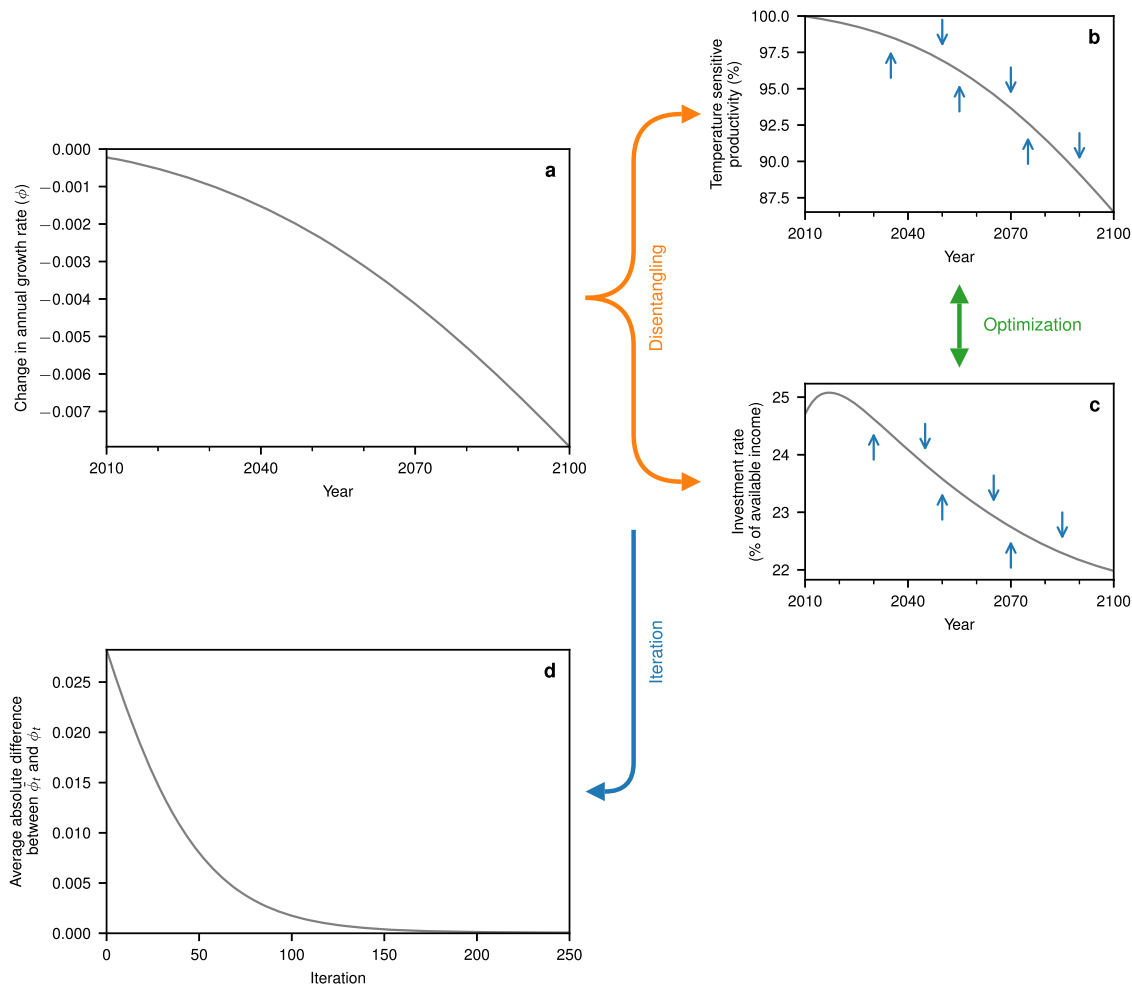 a
0.000
−0.001
−0.002
−0.003
−0.004
−0.005
−0.006
−0.007
Change in annual growth rate (ϕ)
2010 2040 2070 2100
Year
Disentangling
b
100.0
97.5
95.0
92.5
90.0
87.5
Temperature sensitive
productivity (%)
2010 2040 2070 2100
Year
Optimization
c
25
24
23
22
Investment rate
(% of available income)
2010 2040 2070 2100
Year
Iteration
d
0.025
0.020
0.015
0.010
0.005
0.000
Average absolute difference
between ϕ̄ₜ and ϕₜ
0 50 100 150 200 250
Iteration